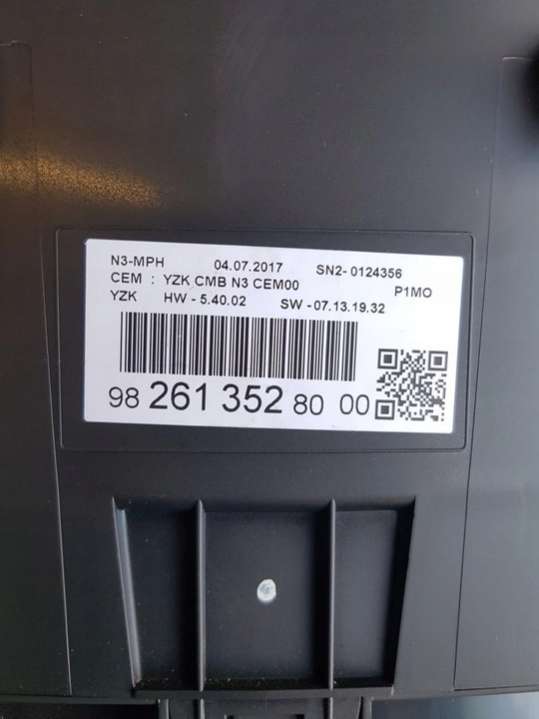 N3-MPH 04.07.2017 SN2- 0124356
CEM : YZK CMB N3 CEM00 P1MO
YZK HW - 5.40.02 SW - 07.13.19.32
98 261 352 80 00